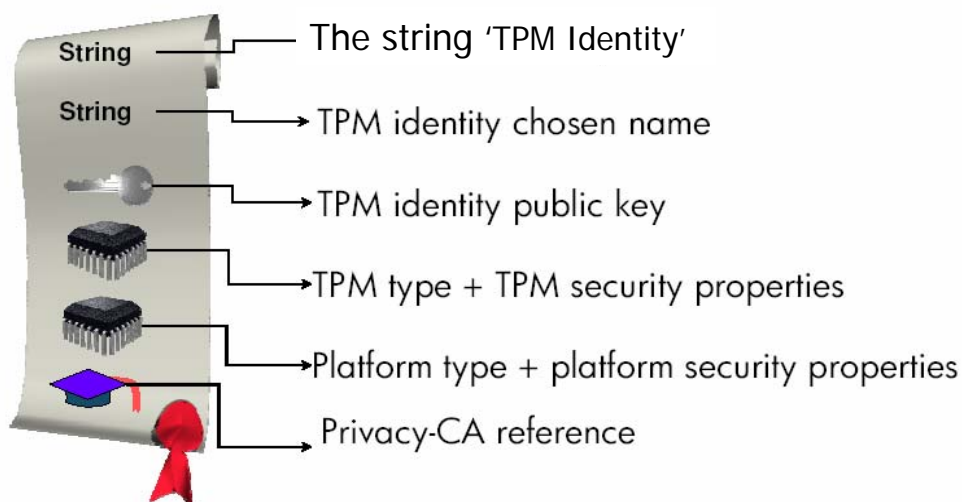 String
The string 'TPM Identity'
String
TPM identity chosen name
TPM identity public key
TPM type + TPM security properties
Platform type + platform security properties
Privacy-CA reference